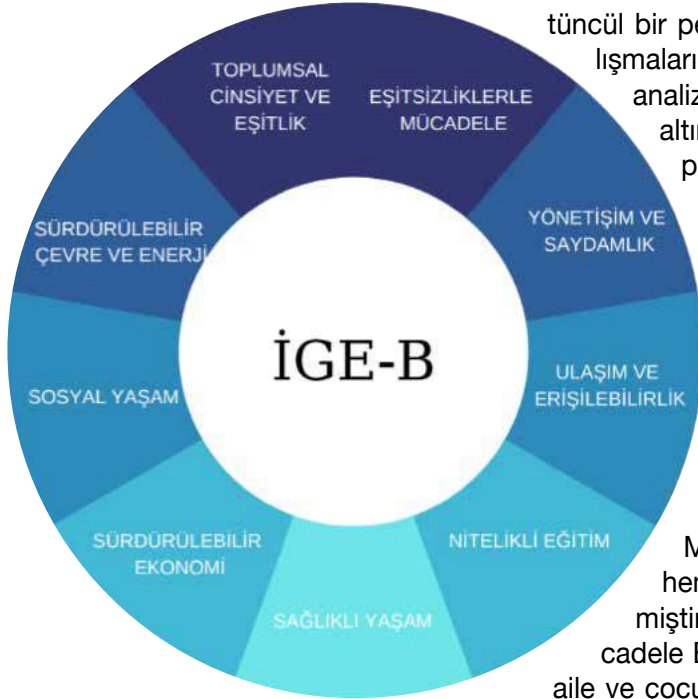 TOPLUMSAL
CİNSİYET VE
EŞİTLİK
EŞİTSİZLİKLERLE
MÜCADELE
YÖNETİŞİM VE
SAYDAMLIK
ULAŞIM VE
ERİŞİLEBİLİRLİK
NİTELİKLİ EĞİTİM
SAĞLIKLI YAŞAM
SÜRDÜRÜLEBİLİR
EKONOMİ
SOSYAL YAŞAM
SÜRDÜRÜLEBİLİR
ÇEVRE VE ENERJİ
İGE-B
tüncül bir pe
lışmaları
analiz
altı
p
M
her
miştir
cadele E
aile ve çocu